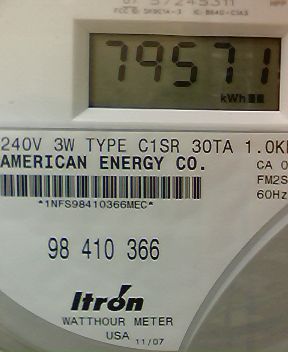 79571
kWh
240V 3W TYPE C1SR 30TA 1.0K
AMERICAN ENERGY CO.
CA 0
FM2S
60Hz
*1NFS98410366MEC*
98 410 366
Itron
WATTHOUR METER
USA 11/07